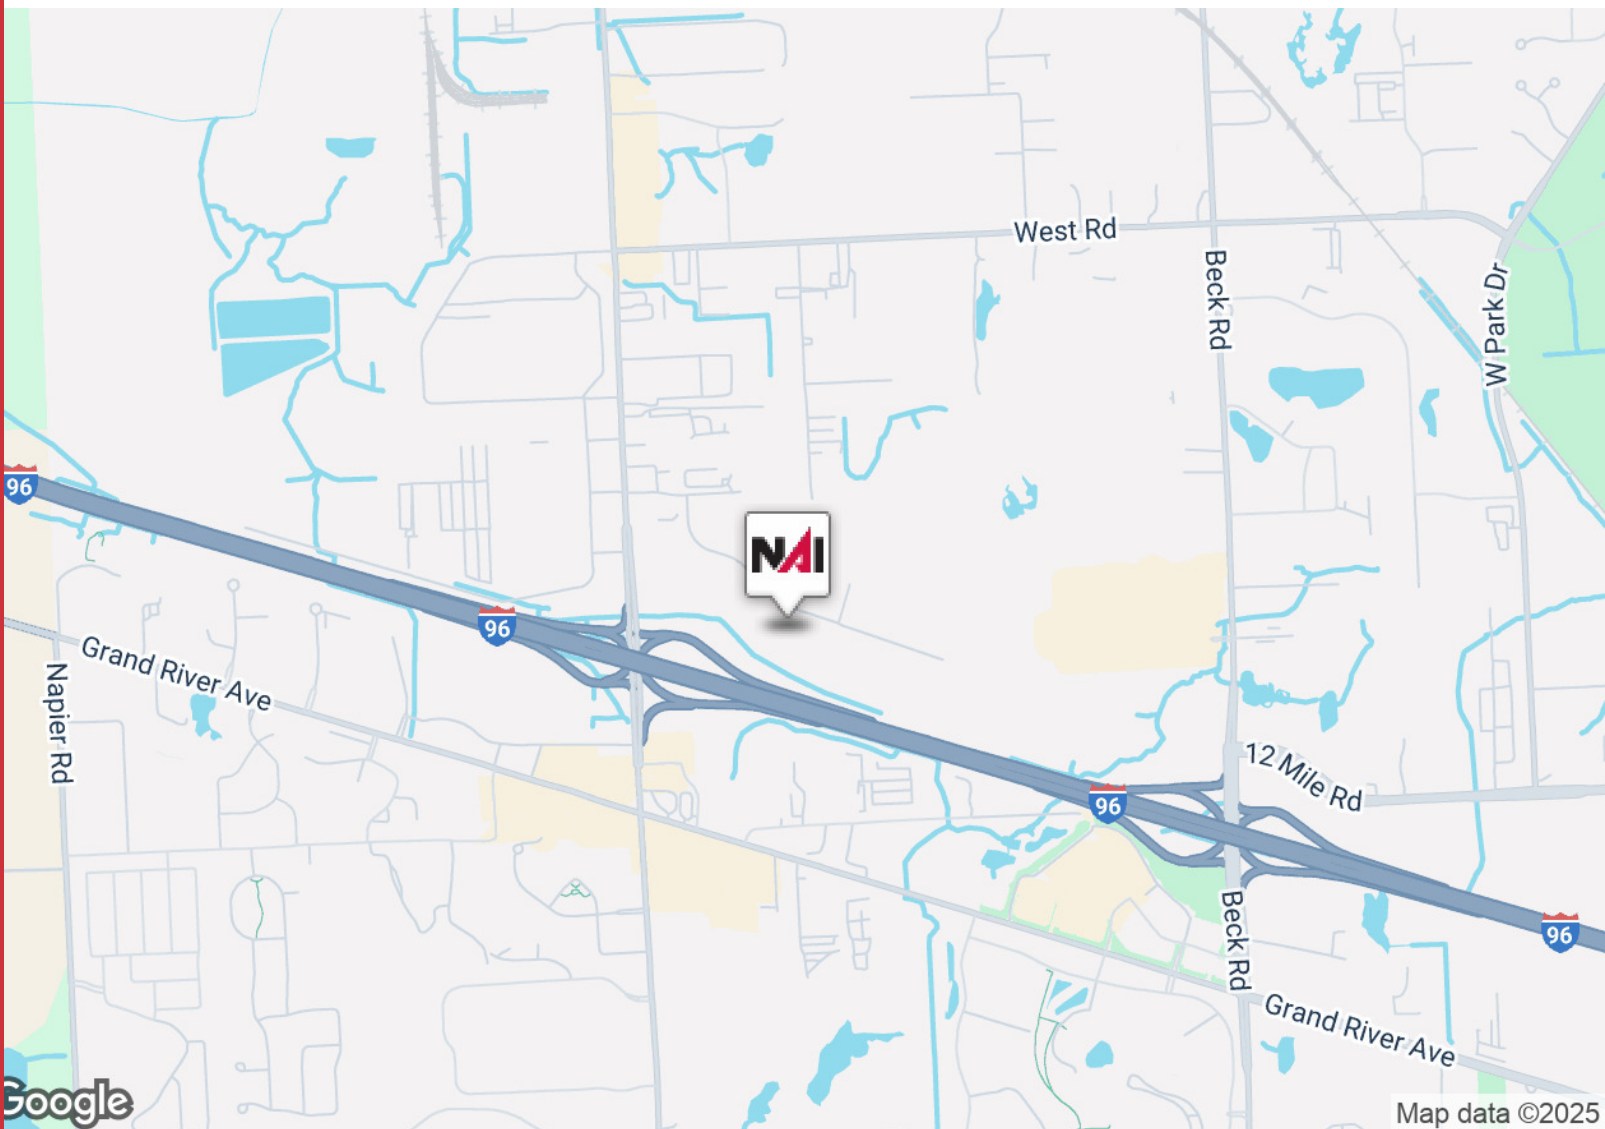 West Rd
Beck Rd
W Park Dr
96
NAI
96
Grand River Ave
Napier Rd
12 Mile Rd
96
Beck Rd
96
Grand River Ave
Google
Map data ©2025